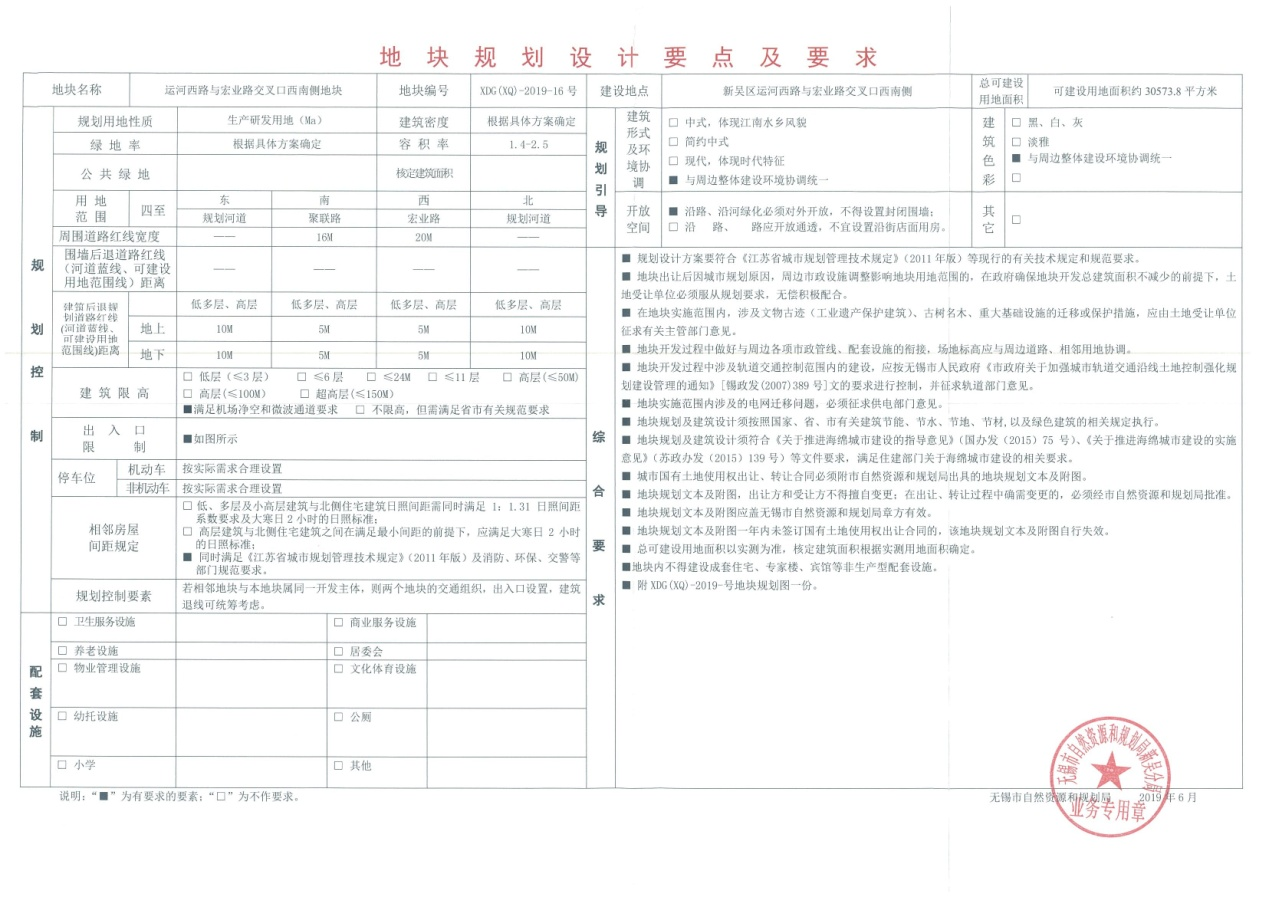 地块规划设计要点及要求
地块名称 运河西路与宏业路交叉口西南侧地块 地块编号 XDG(XQ)-2019-16 号 建设地点 新吴区运河西路与宏业路交叉口西南侧 总可建设用地面积 可建设用地面积约 30573.8 平方米
规划控制
规划用地性质 生产研发用地（Ma） 建筑密度 根据具体方案确定
绿地率 根据具体方案确定 容积率 1.4-2.5
公共绿地 核定建筑面积
用地范围 四至 东 南 西 北
规划河道 聚联路 宏业路 规划河道
周围道路红线宽度 —— 16M 20M ——
围墙后退道路红线
（河道蓝线、可建设
用地范围线）距离 —— —— —— ——
建筑后退规
划道路红线
(河道蓝线、
可建设用地
范围线)距离
低多层、高层 低多层、高层 低多层、高层 低多层、高层
地上 10M 5M 5M 10M
地下 10M 5M 5M 10M
建筑限高
□ 低层（≤3 层） □ ≤6 层 □ ≤24M □ ≤11 层 □ 高层(≤50M)
□ 高层(≤100M) □ 超高层(≤150M)
■满足机场净空和微波通道要求 □ 不限高，但需满足省市有关规范要求
出入口限制 ■如图所示
停车位 机动车 按实际需求合理设置
非机动车 按实际需求合理设置
相邻房屋
间距规定
□ 低、多层及小高层建筑与北侧住宅建筑日照间距需同时满足 1：1.31 日照间距
系数要求及大寒日 2 小时的日照标准；
□ 高层建筑与北侧住宅建筑之间在满足最小间距的前提下，应满足大寒日 2 小时
的日照标准；
■ 同时满足《江苏省城市规划管理技术规定》（2011 年版）及消防、环保、交警等
部门规范要求。
规划控制要素
若相邻地块与本地块属同一开发主体，则两个地块的交通组织，出入口设置，建筑
退线可统筹考虑。
配套设施
□ 卫生服务设施 □ 商业服务设施
□ 养老设施 □ 居委会
□ 物业管理设施 □ 文化体育设施
□ 幼托设施 □ 公厕
□ 小学 □ 其他
规划引导
建筑形式及环境协调
□ 中式，体现江南水乡风貌
□ 简约中式
□ 现代，体现时代特征
■ 与周边整体建设环境协调统一
建筑色彩
□ 黑、白、灰
□ 淡雅
■ 与周边整体建设环境协调统一
□
开放空间
■ 沿路、沿河绿化必须对外开放，不得设置封闭围墙；
□ 沿 路、 路应开放通透，不宜设置沿街店面用房。
其它 □
综合要求
■ 规划设计方案要符合《江苏省城市规划管理技术规定》（2011 年版）等现行的有关技术规定和规范要求。
■ 地块出让后因城市规划原因，周边市政设施调整影响地块用地范围的，在政府确保地块开发总建筑面积不减少的前提下，土
地受让单位必须服从规划要求，无偿积极配合。
■ 在地块实施范围内，涉及文物古迹（工业遗产保护建筑）、古树名木、重大基础设施的迁移或保护措施，应由土地受让单位
征求有关主管部门意见。
■ 地块开发过程中做好与周边各项市政管线、配套设施的衔接，场地标高应与周边道路、相邻用地协调。
■ 地块开发过程中涉及轨道交通控制范围内的建设，应按无锡市人民政府《市政府关于加强城市轨道交通沿线土地控制强化规
划建设管理的通知》[锡政发(2007)389 号]文的要求进行控制，并征求轨道部门意见。
■ 地块实施范围内涉及的电网迁移问题，必须征求供电部门意见。
■ 地块规划及建筑设计须按照国家、省、市有关建筑节能、节水、节地、节材,以及绿色建筑的相关规定执行。
■ 地块规划及建筑设计须符合《关于推进海绵城市建设的指导意见》（国办发（2015）75 号）、《关于推进海绵城市建设的实施
意见》（苏政办发（2015）139 号）等文件要求，满足住建部门关于海绵城市建设的相关要求。
■ 城市国有土地使用权出让、转让合同必须附市自然资源和规划局出具的地块规划文本及附图。
■ 地块规划文本及附图，出让方和受让方不得擅自变更；在出让、转让过程中确需变更的，必须经市自然资源和规划局批准。
■ 地块规划文本及附图应盖无锡市自然资源和规划局章方有效。
■ 地块规划文本及附图一年内未签订国有土地使用权出让合同的，该地块规划文本及附图自行失效。
■ 总可建设用地面积以实测为准，核定建筑面积根据实测用地面积确定。
■地块内不得建设成套住宅、专家楼、宾馆等非生产型配套设施。
■ 附 XDG(XQ)-2019-号地块规划图一份。
说明：“■”为有要求的要素；“□”为不作要求。
无锡市自然资源和规划局 2019 年 6 月
无锡市自然资源和规划局新吴分局
业务专用章